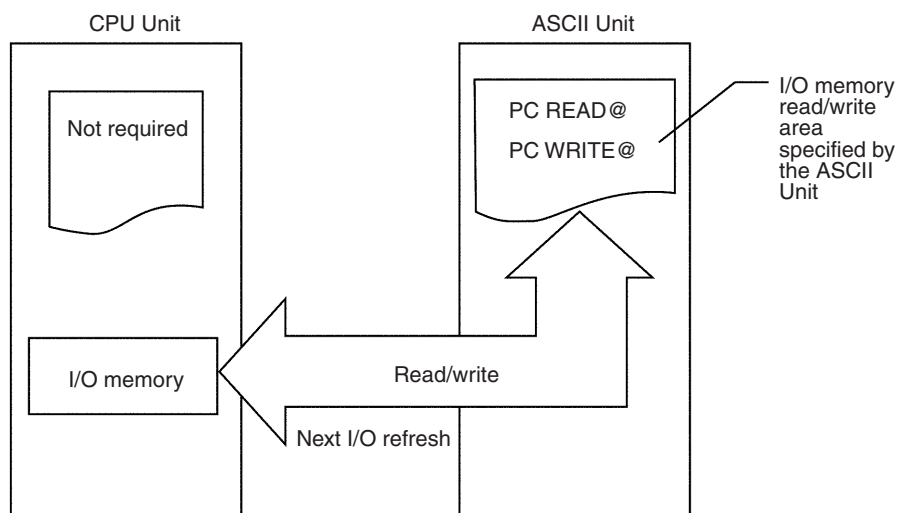 CPU Unit
ASCII Unit
Not required
PC READ@
PC WRITE@
I/O memory
read/write
area
specified by
the ASCII
Unit
I/O memory
Read/write
Next I/O refresh